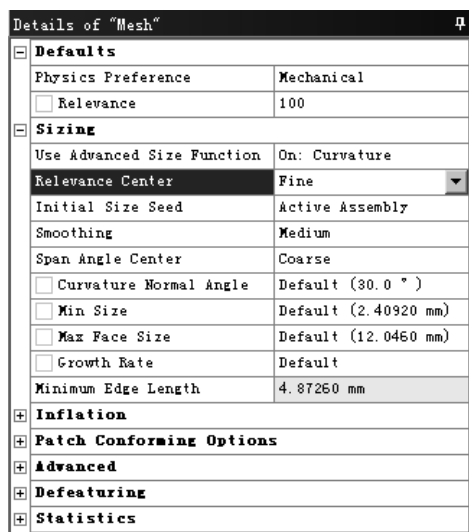 Details of "Mesh"
Defaults
Physics Preference Mechanical
Relevance 100
Sizing
Use Advanced Size Function On: Curvature
Relevance Center Fine
Initial Size Seed Active Assembly
Smoothing Medium
Span Angle Center Coarse
Curvature Normal Angle Default (30.0 °)
Min Size Default (2.40920 mm)
Max Face Size Default (12.0460 mm)
Growth Rate Default
Minimum Edge Length 4.87260 mm
Inflation
Patch Conforming Options
Advanced
Defeaturing
Statistics